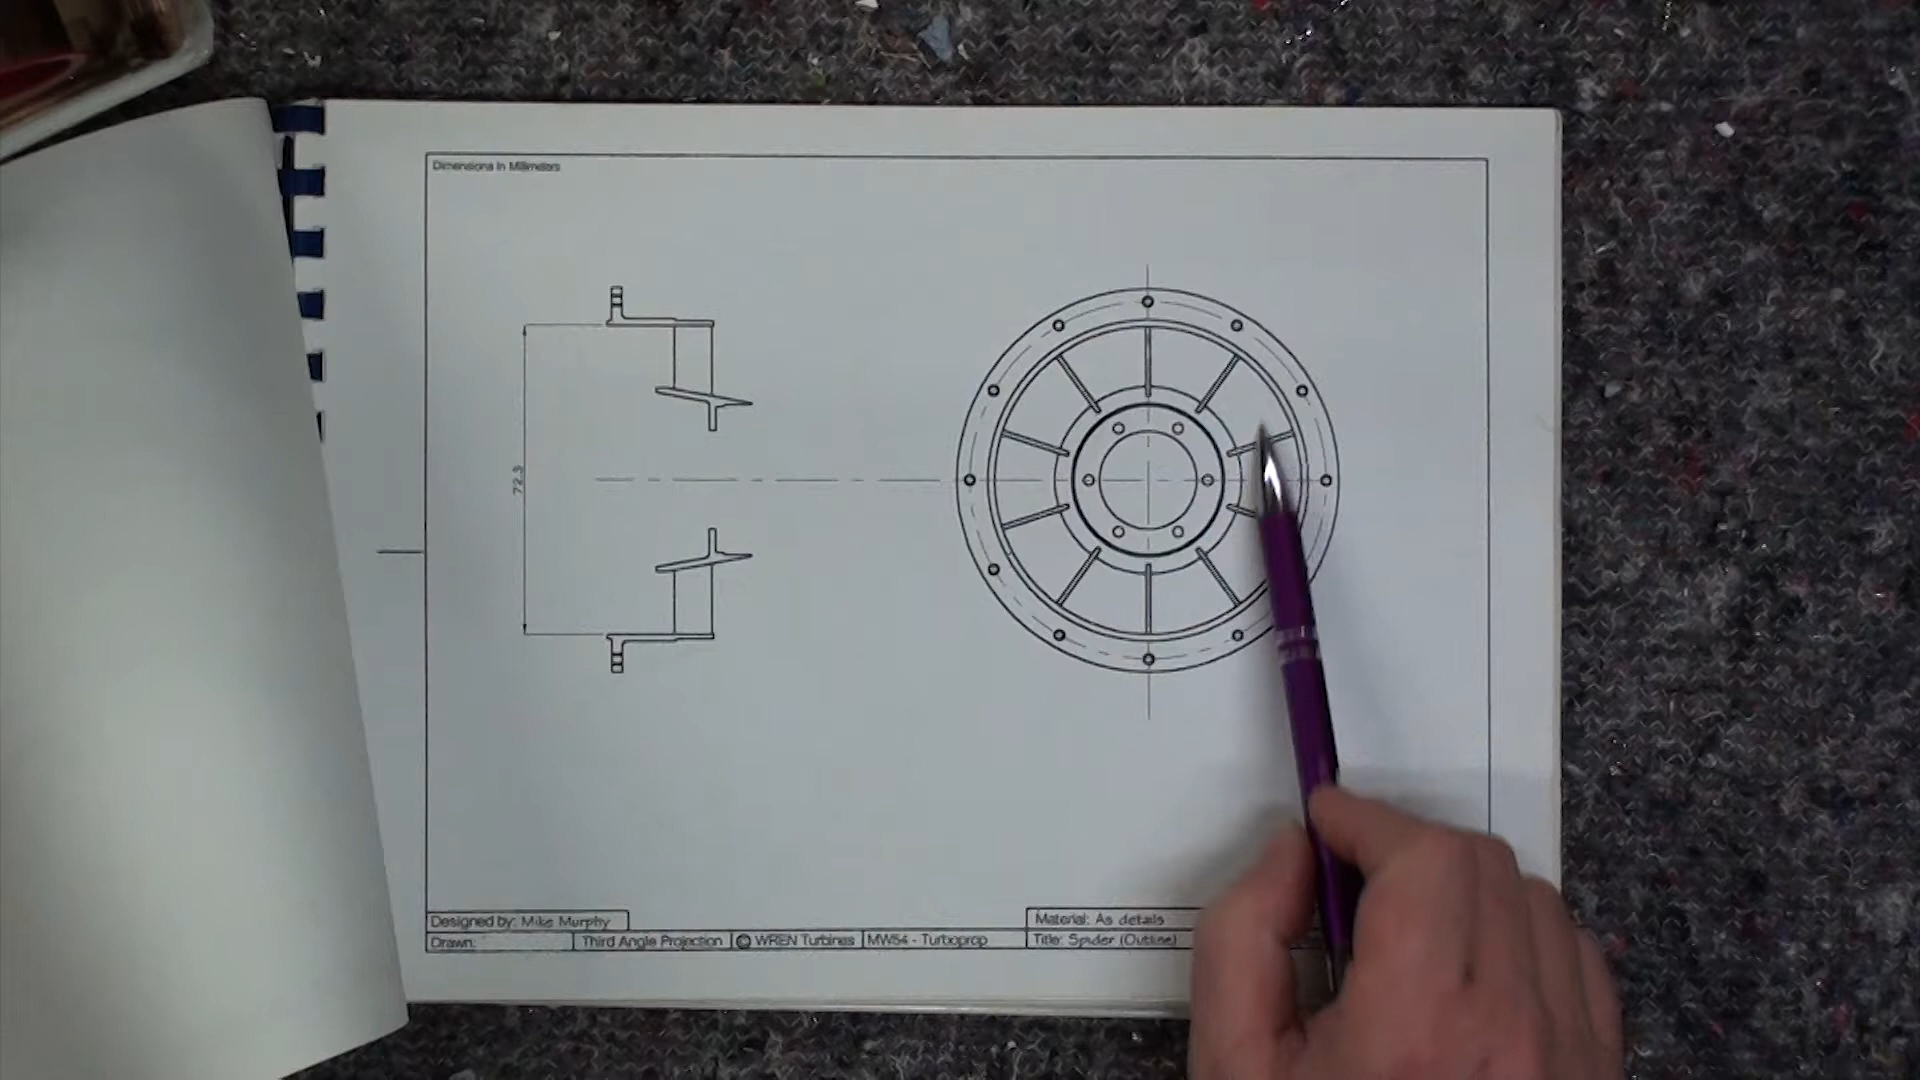 Dimensions In Millimeters
72.3
Designed by: Mike Murphy
Material: As details
Drawn:
Third Angle Projection
© WREN Turbines
MW54 - Turboprop
Title: Spider (Outline)